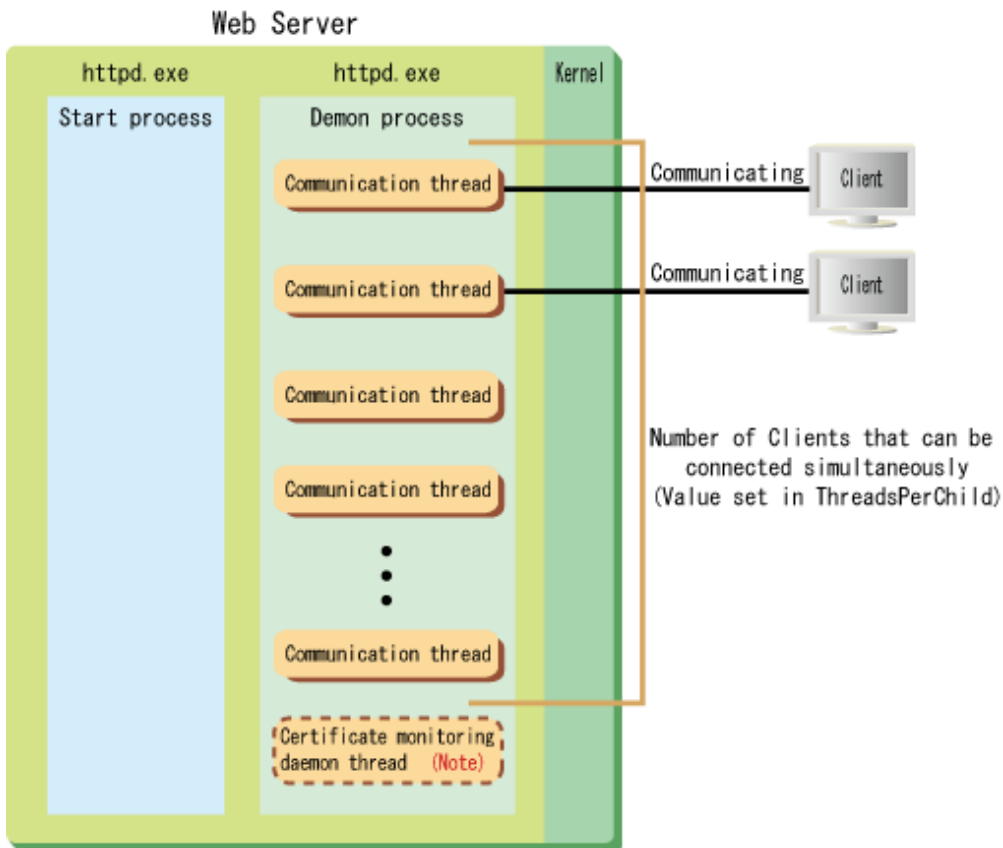 Web Server
httpd.exe
httpd.exe
Kernel
Start process
Demon process
Communication thread
Communicating
Client
Communication thread
Communicating
Client
Communication thread
Number of Clients that can be
connected simultaneously
(Value set in ThreadsPerChild)
Communication thread
Communication thread
Certificate monitoring
daemon thread (Note)